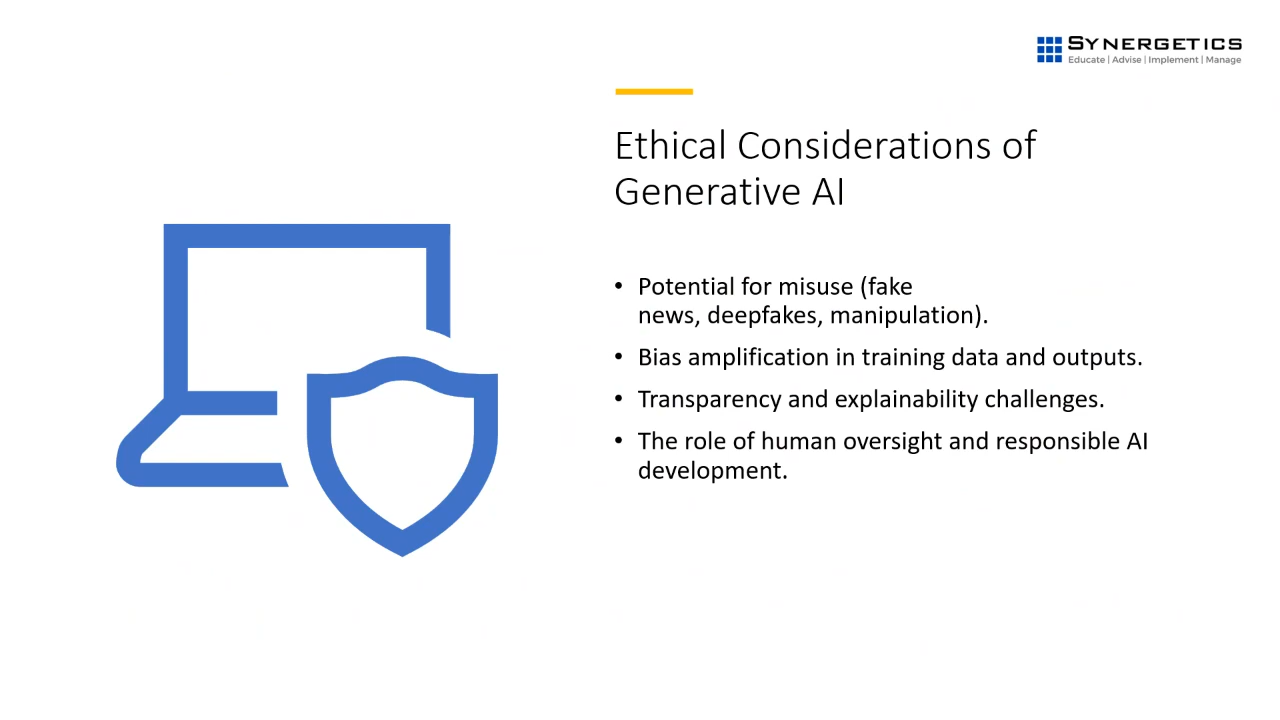 SYNERGETICS
Educate | Advise | Implement | Manage
Ethical Considerations of
Generative AI
• Potential for misuse (fake
news, deepfakes, manipulation).
• Bias amplification in training data and outputs.
• Transparency and explainability challenges.
• The role of human oversight and responsible AI
development.